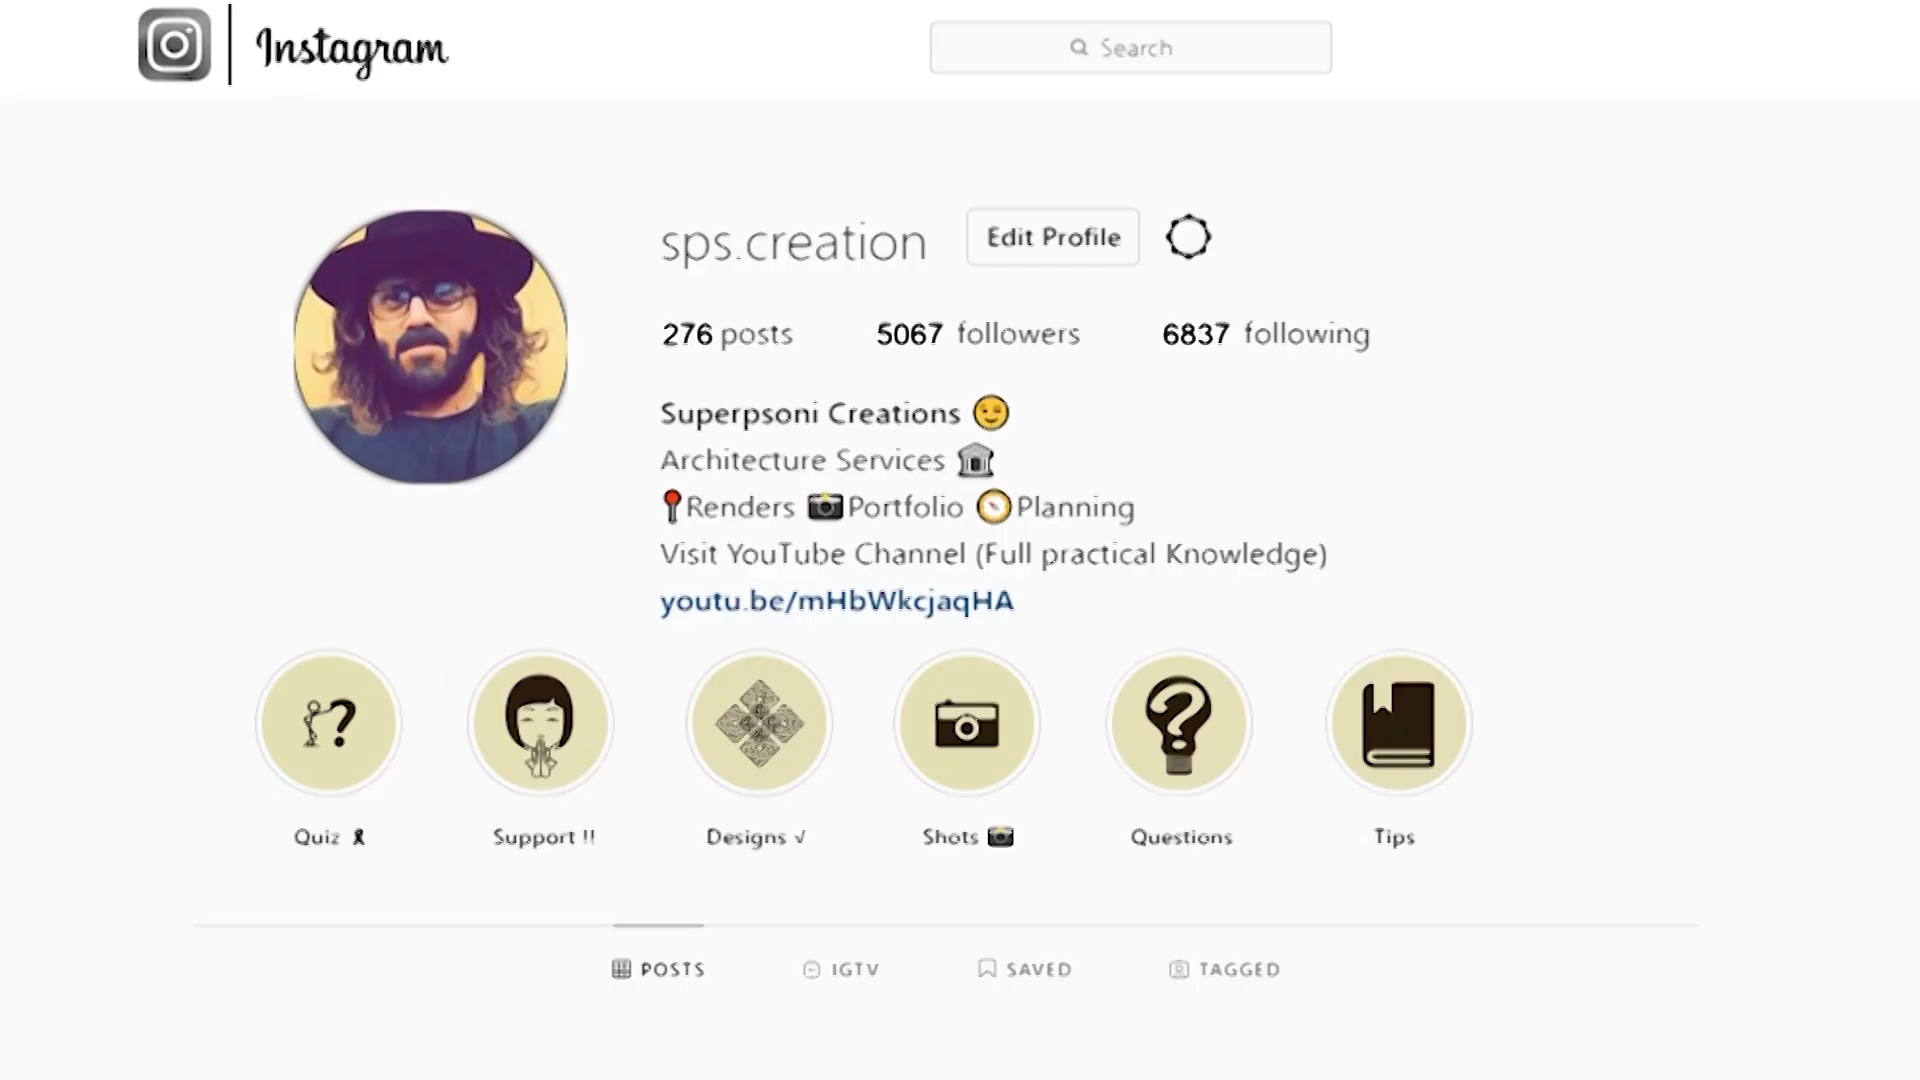 Instagram
Search
sps.creation
Edit Profile
276 posts 5067 followers 6837 following
Superpsoni Creations 😉
Architecture Services 🏛
📍Renders 📸Portfolio 🧭Planning
Visit YouTube Channel (Full practical Knowledge)
youtu.be/mHbWkcjaqHA
Quiz 🎗 Support !! Designs √ Shots 📸 Questions Tips
POSTS IGTV SAVED TAGGED